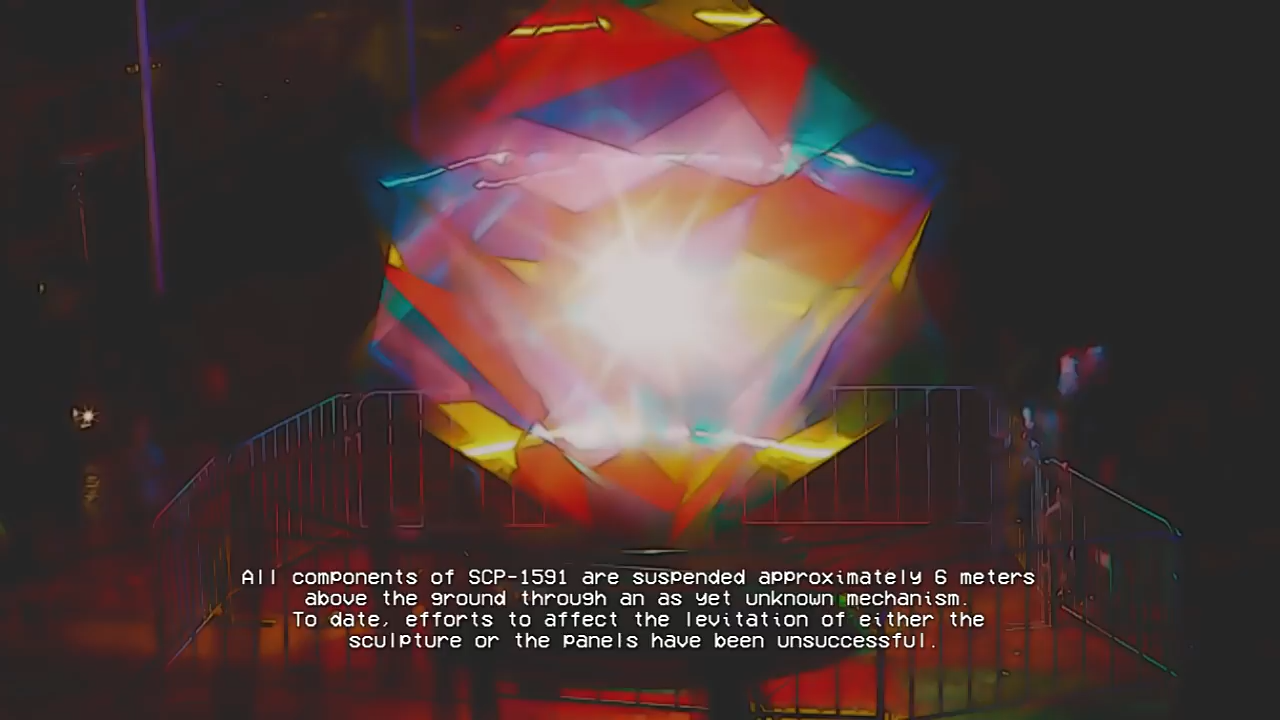 All components of SCP-1591 are suspended approximately 6 meters
above the ground through an as yet unknown mechanism.
To date, efforts to affect the levitation of either the
sculpture or the panels have been unsuccessful.